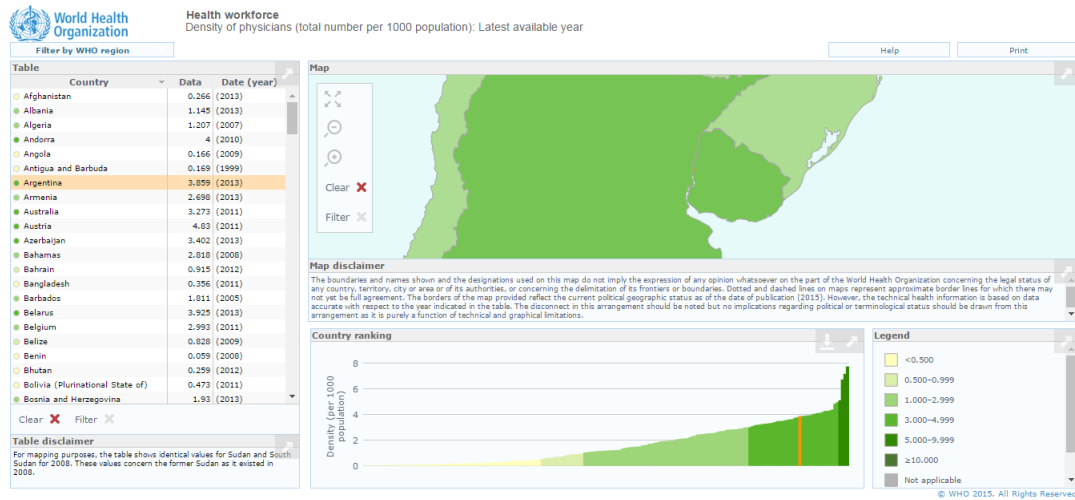 World Health
Organization
Health workforce
Density of physicians (total number per 1000 population): Latest available year
Filter by WHO region
Help
Print
Table
Country Data Date (year)
Afghanistan 0.266 (2013)
Albania 1.145 (2013)
Algeria 1.207 (2007)
Andorra 4 (2010)
Angola 0.166 (2009)
Antigua and Barbuda 0.169 (1999)
Argentina 3.859 (2013)
Armenia 2.698 (2013)
Australia 3.273 (2011)
Austria 4.83 (2011)
Azerbaijan 3.402 (2013)
Bahamas 2.818 (2008)
Bahrain 0.915 (2012)
Bangladesh 0.356 (2011)
Barbados 1.811 (2005)
Belarus 3.925 (2013)
Belgium 2.993 (2011)
Belize 0.828 (2009)
Benin 0.059 (2008)
Bhutan 0.259 (2012)
Bolivia (Plurinational State of) 0.473 (2011)
Bosnia and Herzegovina 1.93 (2013)
Clear Filter
Table disclaimer
For mapping purposes, the table shows identical values for Sudan and South
Sudan for 2008. These values concern the former Sudan as it existed in
2008.
Map
Clear
Filter
Map disclaimer
The boundaries and names shown and the designations used on this map do not imply the expression of any opinion whatsoever on the part of the World Health Organization concerning the legal status of
any country, territory, city or area or of its authorities, or concerning the delimitation of its frontiers or boundaries. Dotted and dashed lines on maps represent approximate border lines for which there may
not yet be full agreement. The borders of the map provided reflect the current political geographic status as of the date of publication (2015). However, the technical health information is based on data
accurate with respect to the year indicated in the table. The disconnect in this arrangement should be noted but no implications regarding political or terminological status should be drawn from this
arrangement as it is purely a function of technical and graphical limitations.
Country ranking
Density (per 1000
population)
8
6
4
2
0
Legend
<0.500
0.500–0.999
1.000–2.999
3.000–4.999
5.000–9.999
≥10.000
Not applicable
© WHO 2015. All Rights Reserved